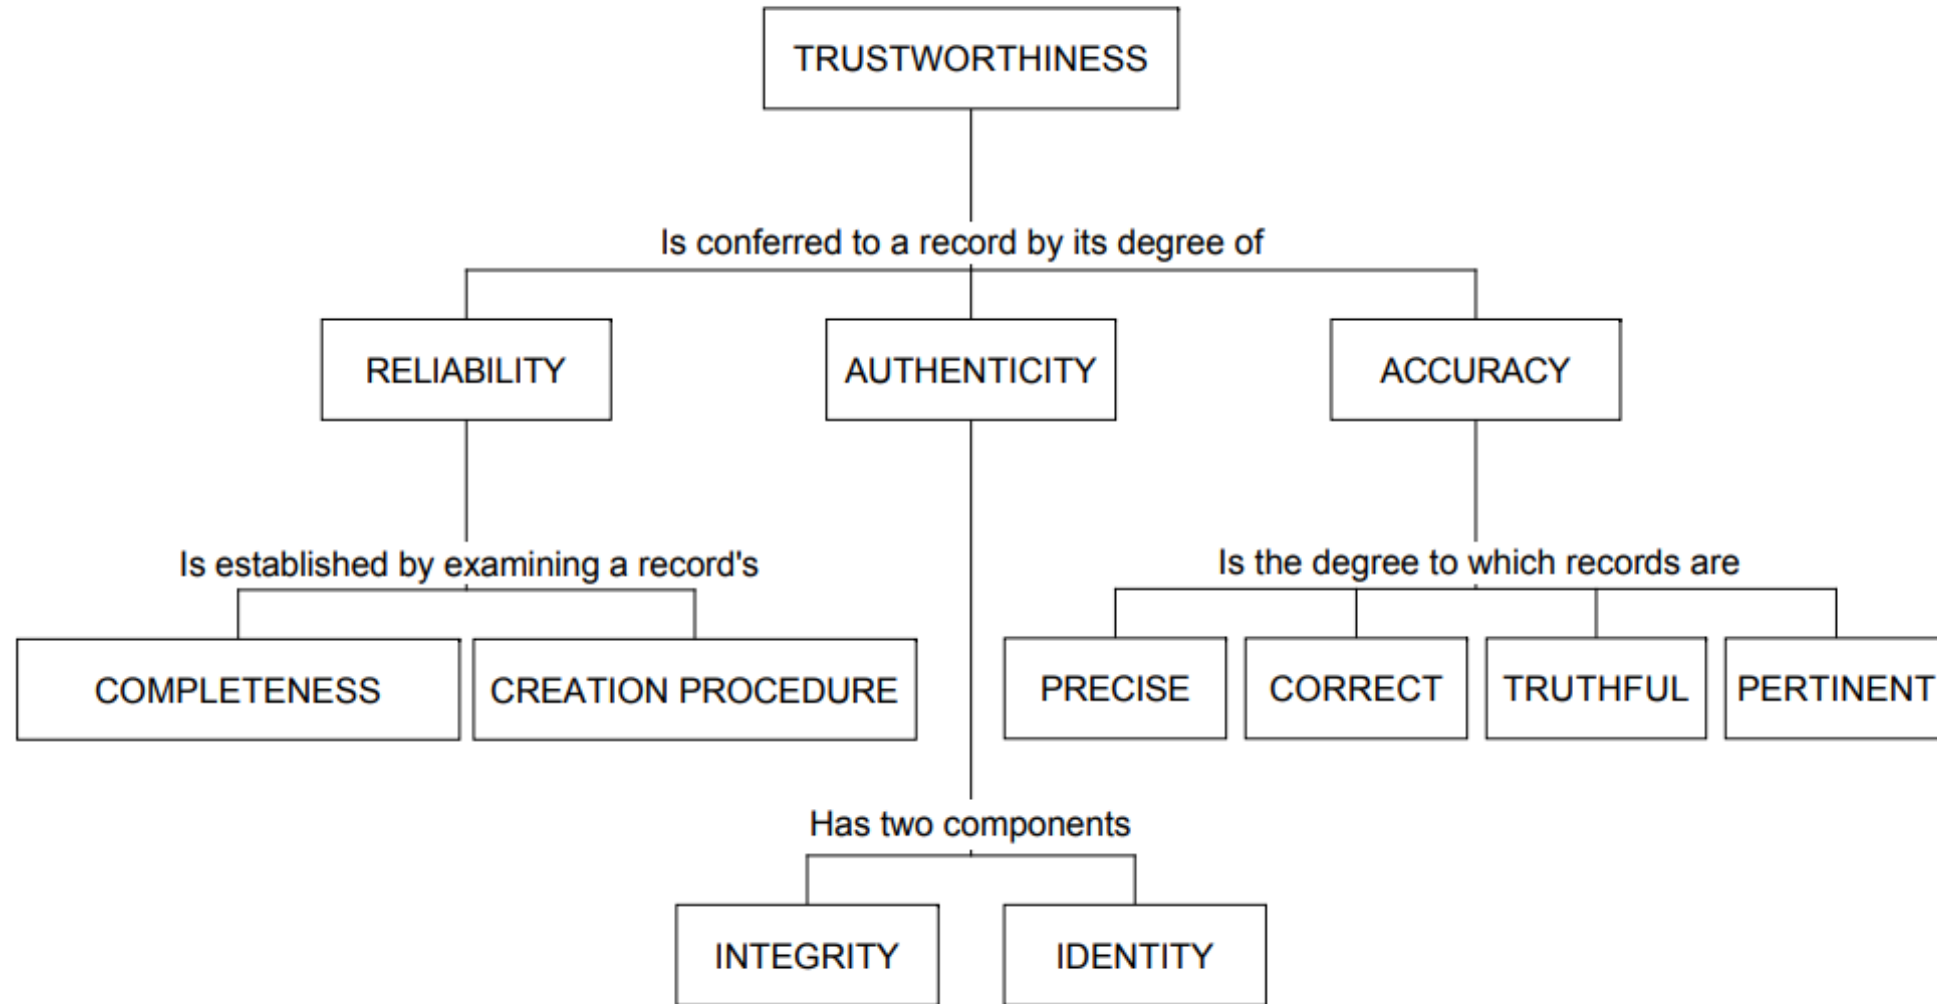 TRUSTWORTHINESS
Is conferred to a record by its degree of
RELIABILITY
AUTHENTICITY
ACCURACY
Is established by examining a record's
Is the degree to which records are
COMPLETENESS
CREATION PROCEDURE
PRECISE
CORRECT
TRUTHFUL
PERTINENT
Has two components
INTEGRITY
IDENTITY